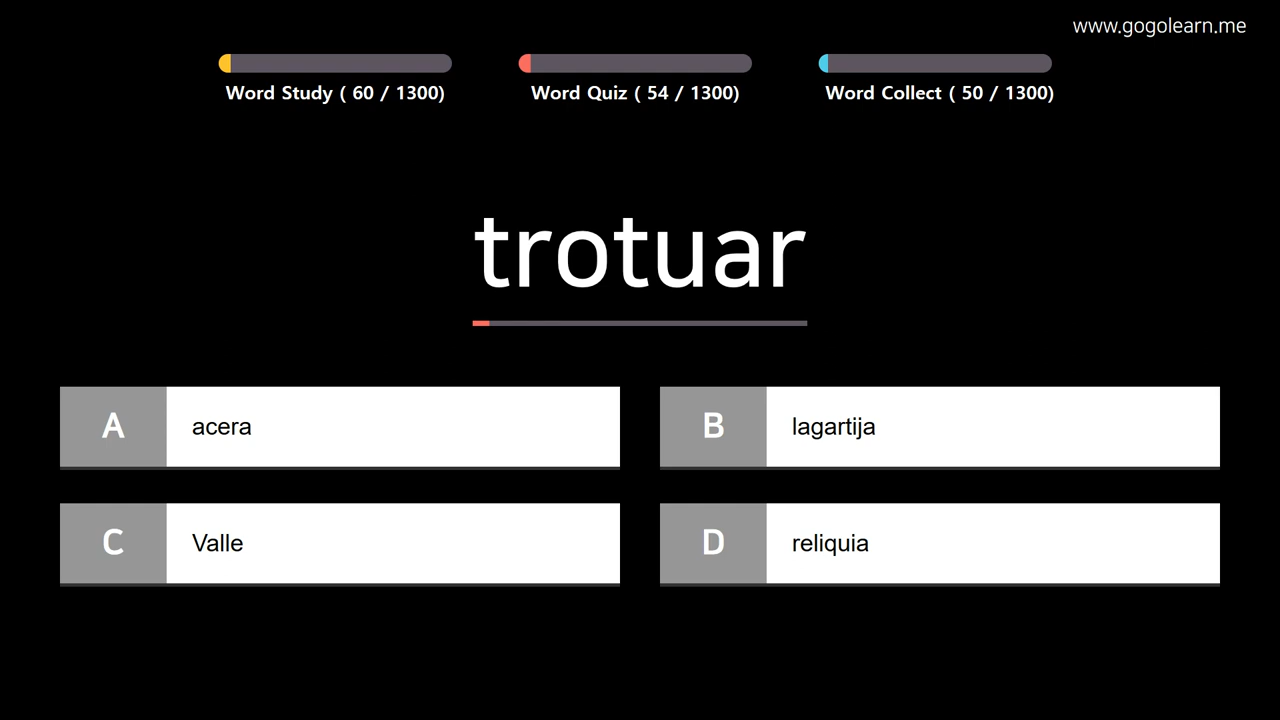 www.gogolearn.me
Word Study ( 60 / 1300)
Word Quiz ( 54 / 1300)
Word Collect ( 50 / 1300)
trotuar
A acera
B lagartija
C Valle
D reliquia